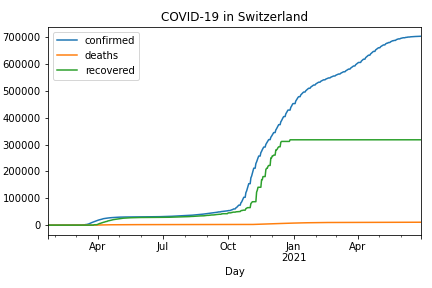 COVID-19 in Switzerland
confirmed
deaths
recovered
700000
600000
500000
400000
300000
200000
100000
0
Apr Jul Oct Jan Apr
2021
Day